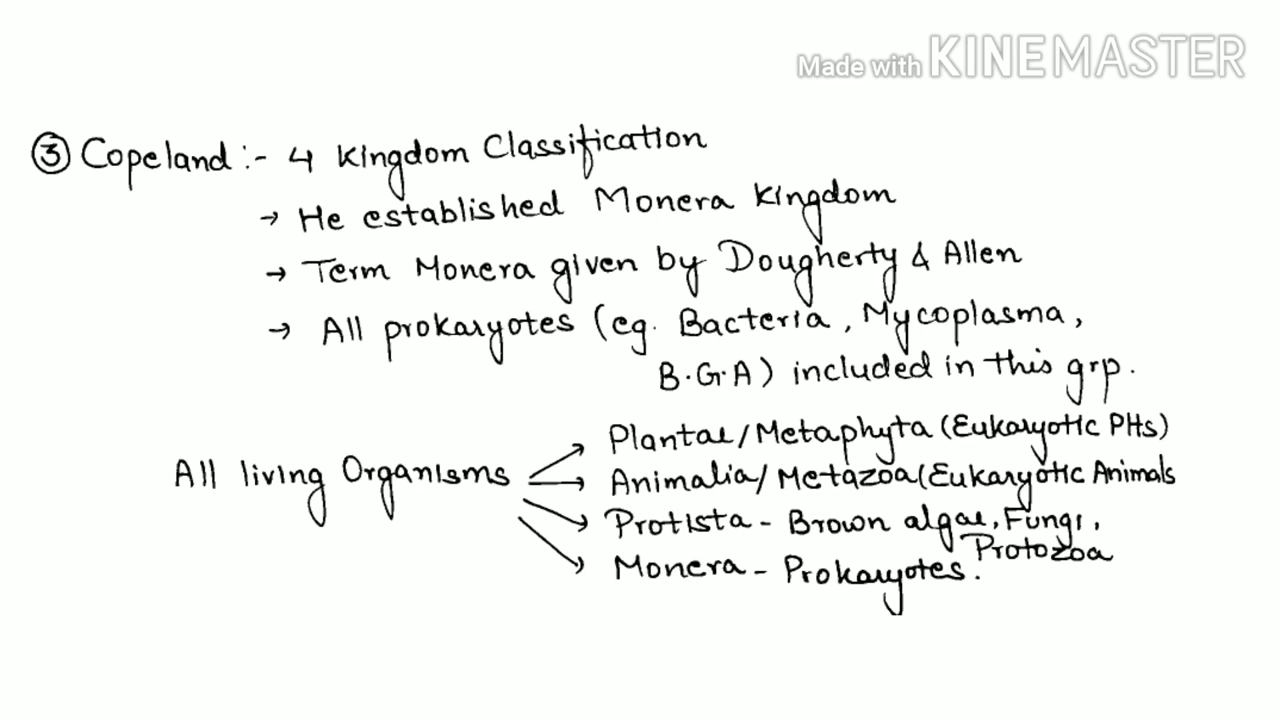 Made with KINEMASTER
③ Copeland :- 4 Kingdom Classification
→ He established Monera Kingdom
→ Term Monera given by Dougherty & Allen
→ All prokaryotes (eg. Bacteria, Mycoplasma,
B.G.A) included in this grp.
All living Organisms
Plantae/Metaphyta (Eukaryotic Plts)
Animalia/Metazoa (Eukaryotic Animals
Protista - Brown algae, Fungi,
Protozoa
Monera - Prokaryotes.